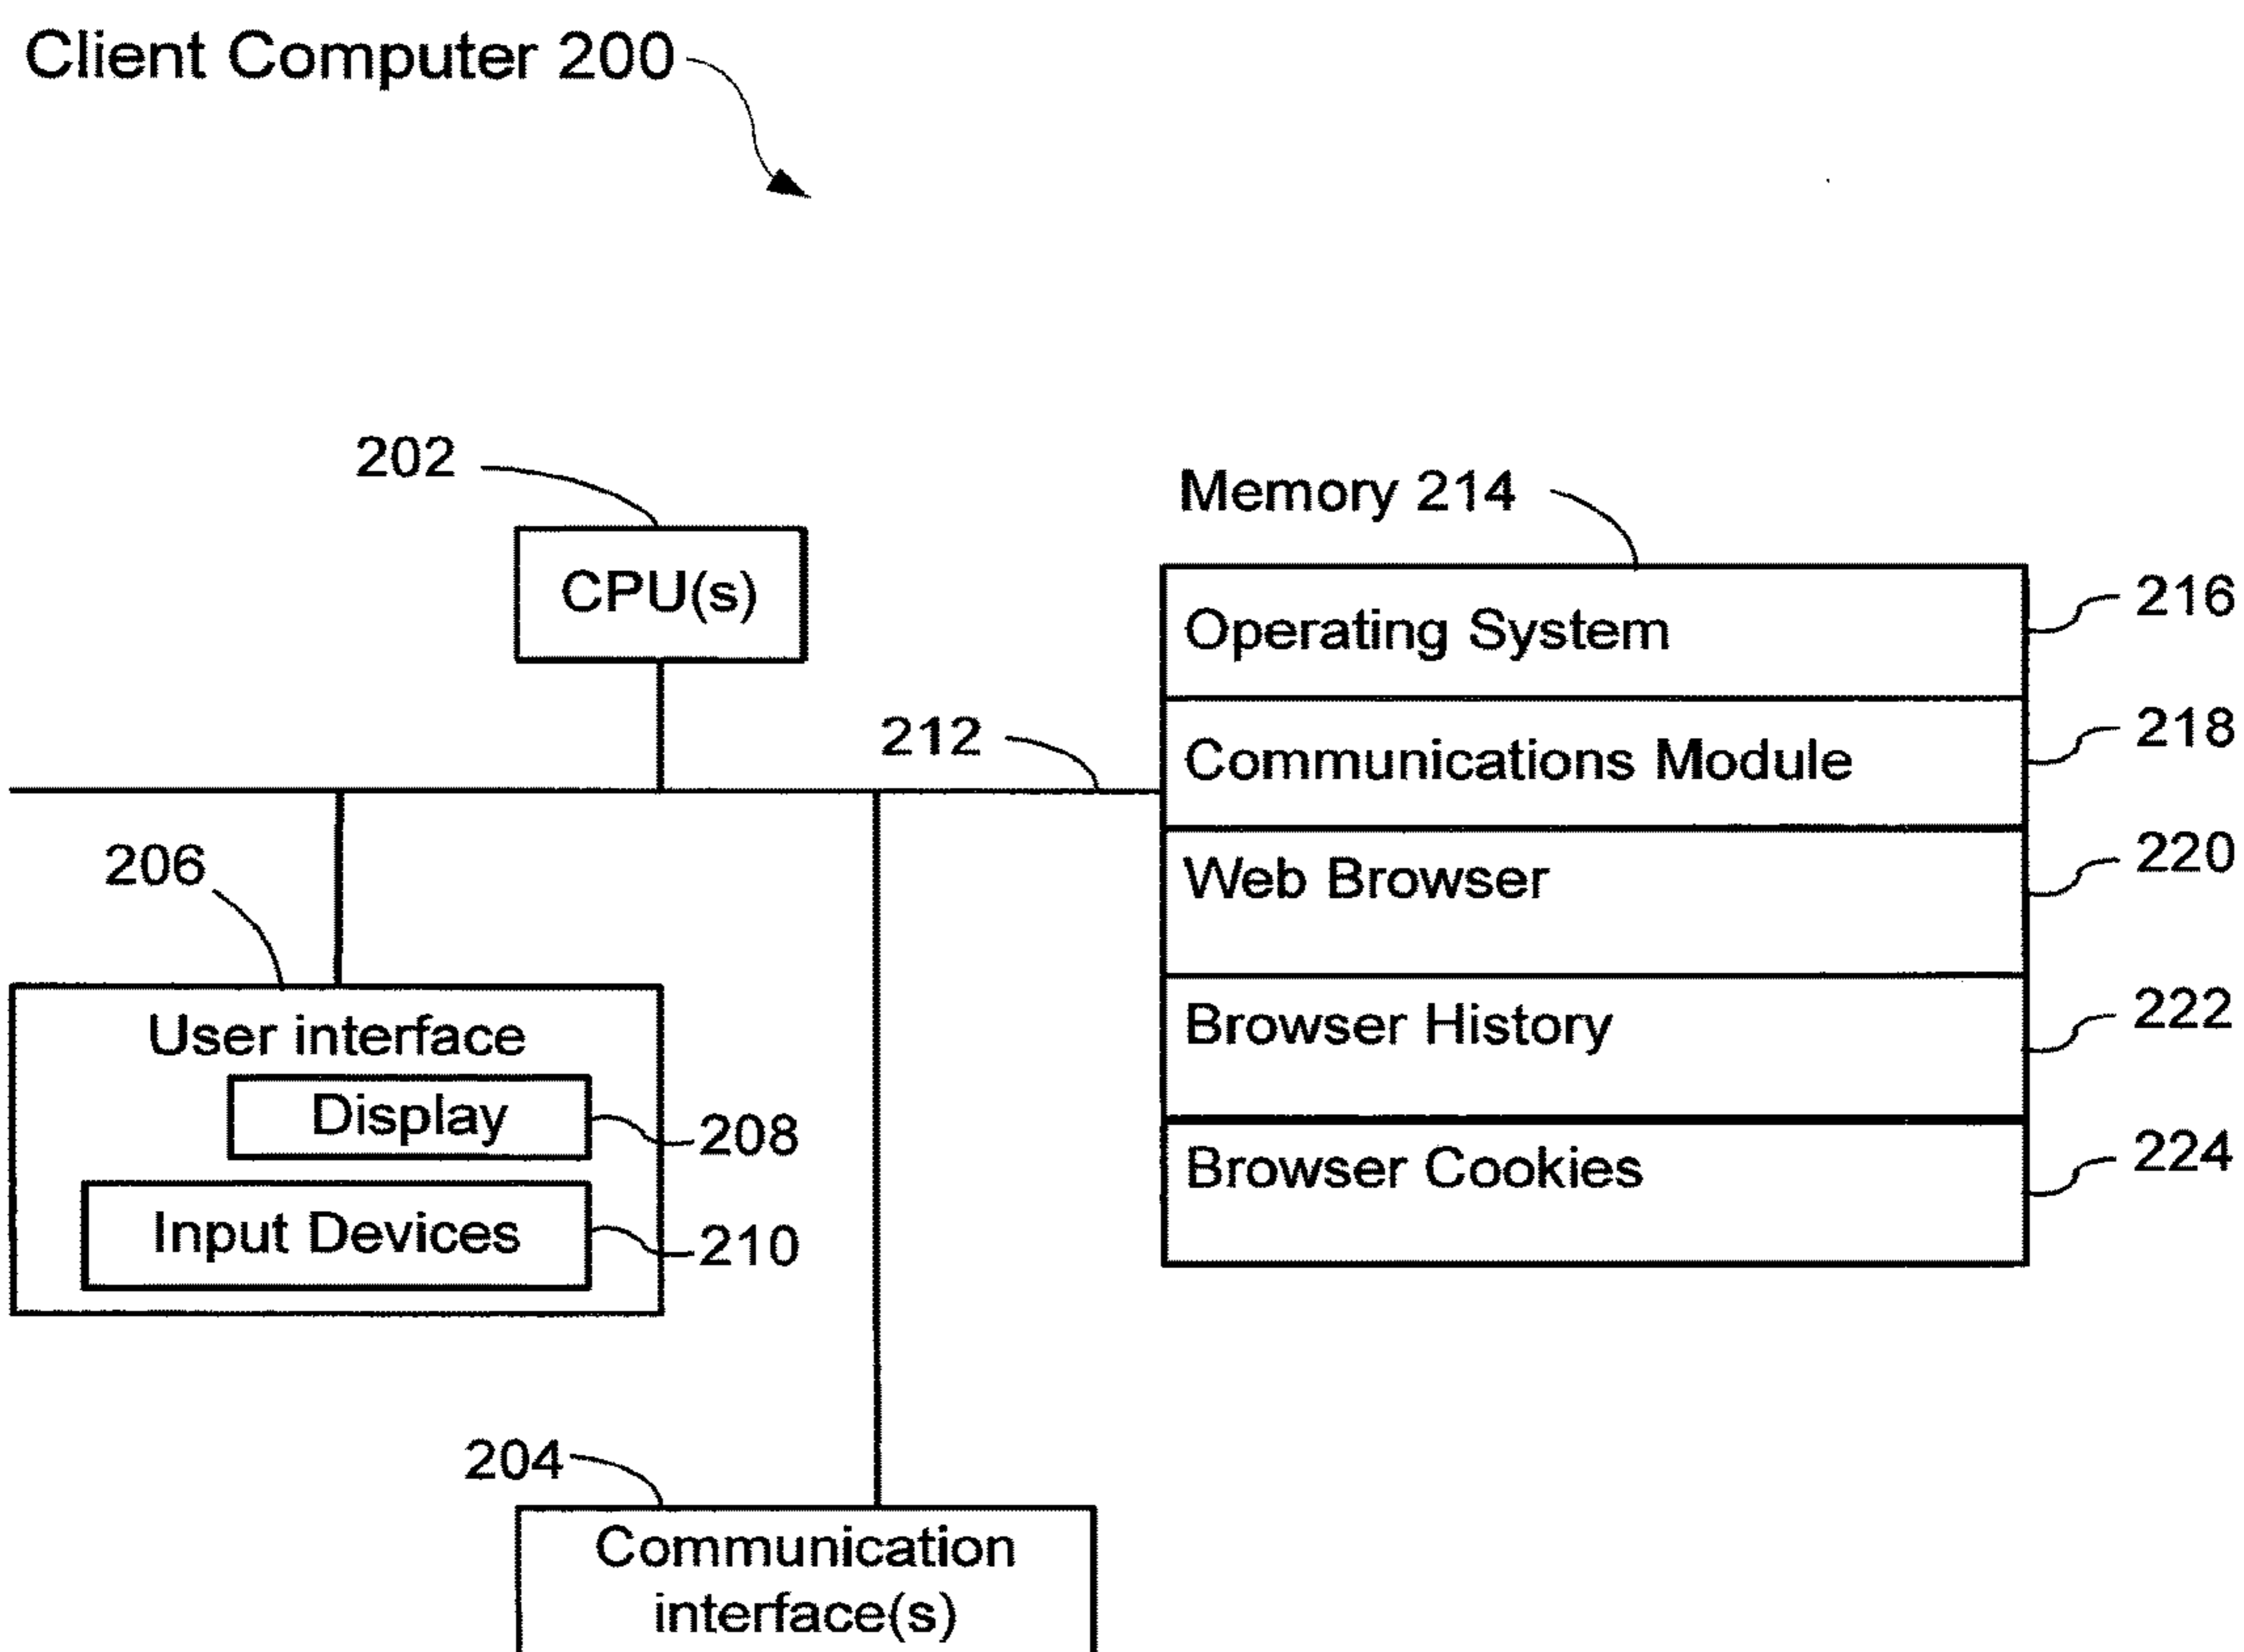 Client Computer 200
202
CPU(s)
Memory 214
Operating System
216
Communications Module
218
Web Browser
220
Browser History
222
Browser Cookies
224
212
206
User interface
Display
208
Input Devices
210
204
Communication
interface(s)